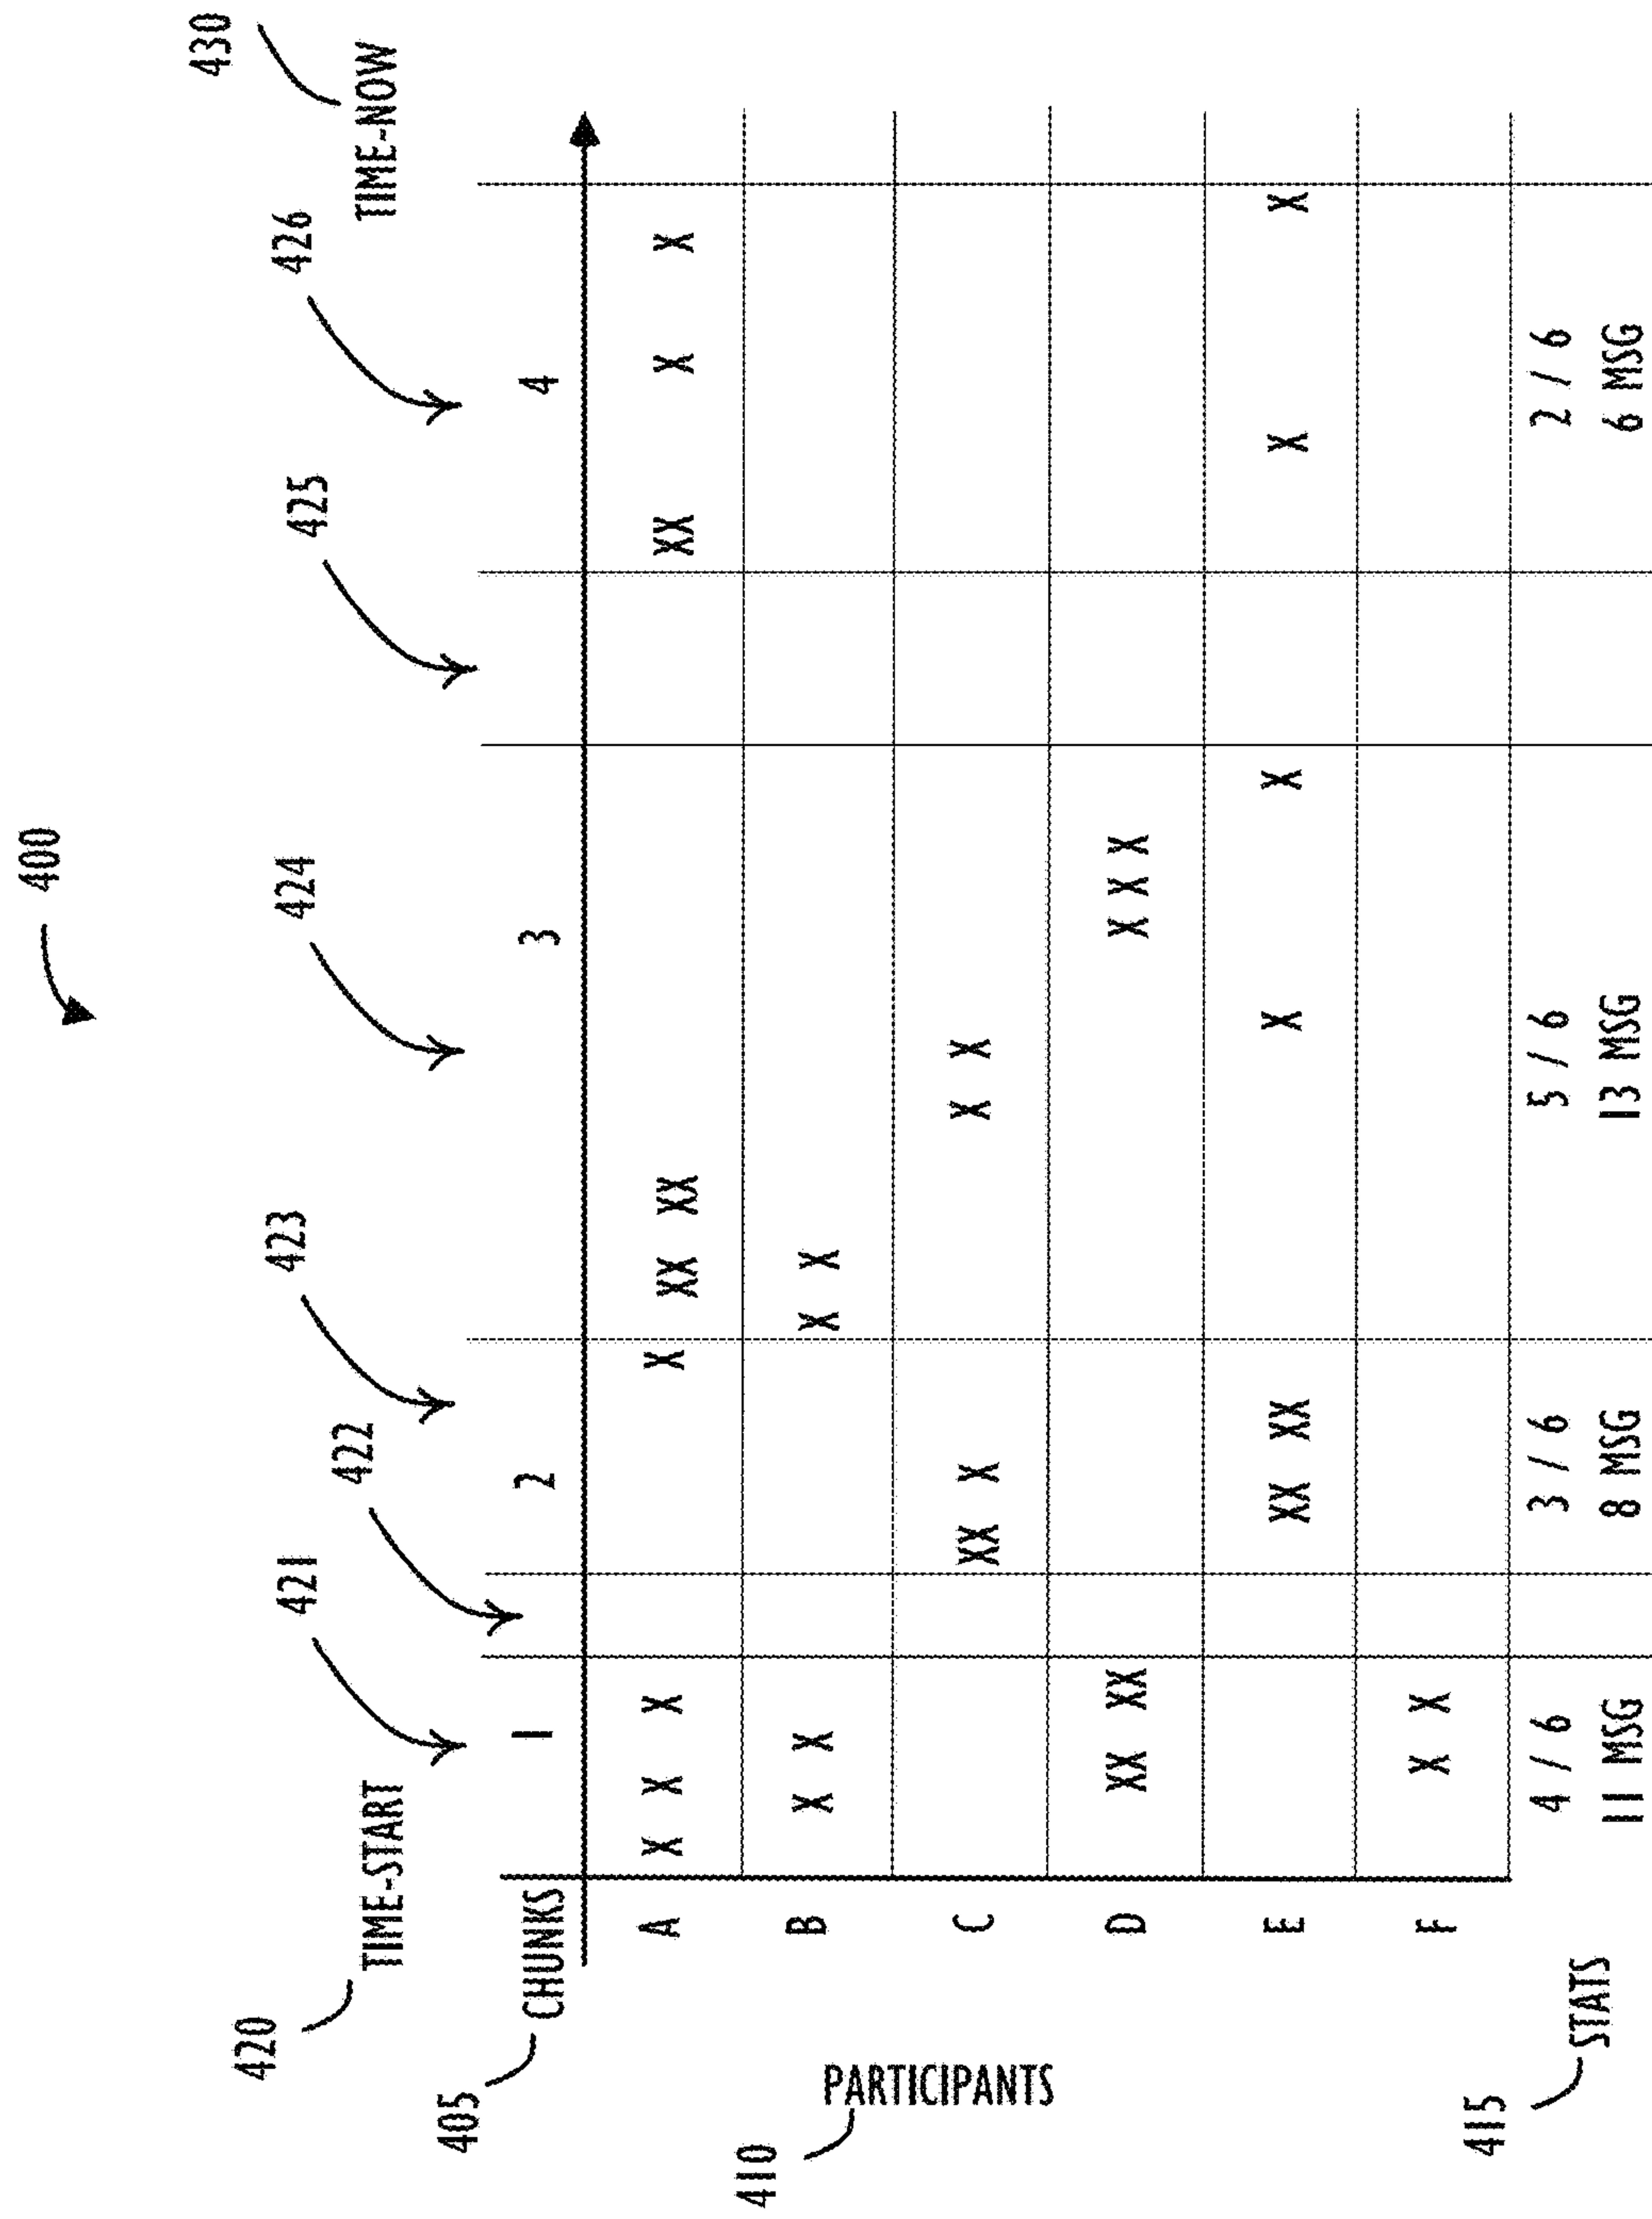 400
420
TIME-START
421
422
423
424
425
426
430
TIME-NOW
405
CHUNKS
1
2
3
4
410
PARTICIPANTS
A
X X X
X
XX XX
XX
X
X
B
X X
X X
C
XX X
X X
D
XX XX
X X X
E
XX XX
X
X
X
X
F
X X
415
STATS
4 / 6
3 / 6
5 / 6
2 / 6
11 MSG
8 MSG
13 MSG
6 MSG